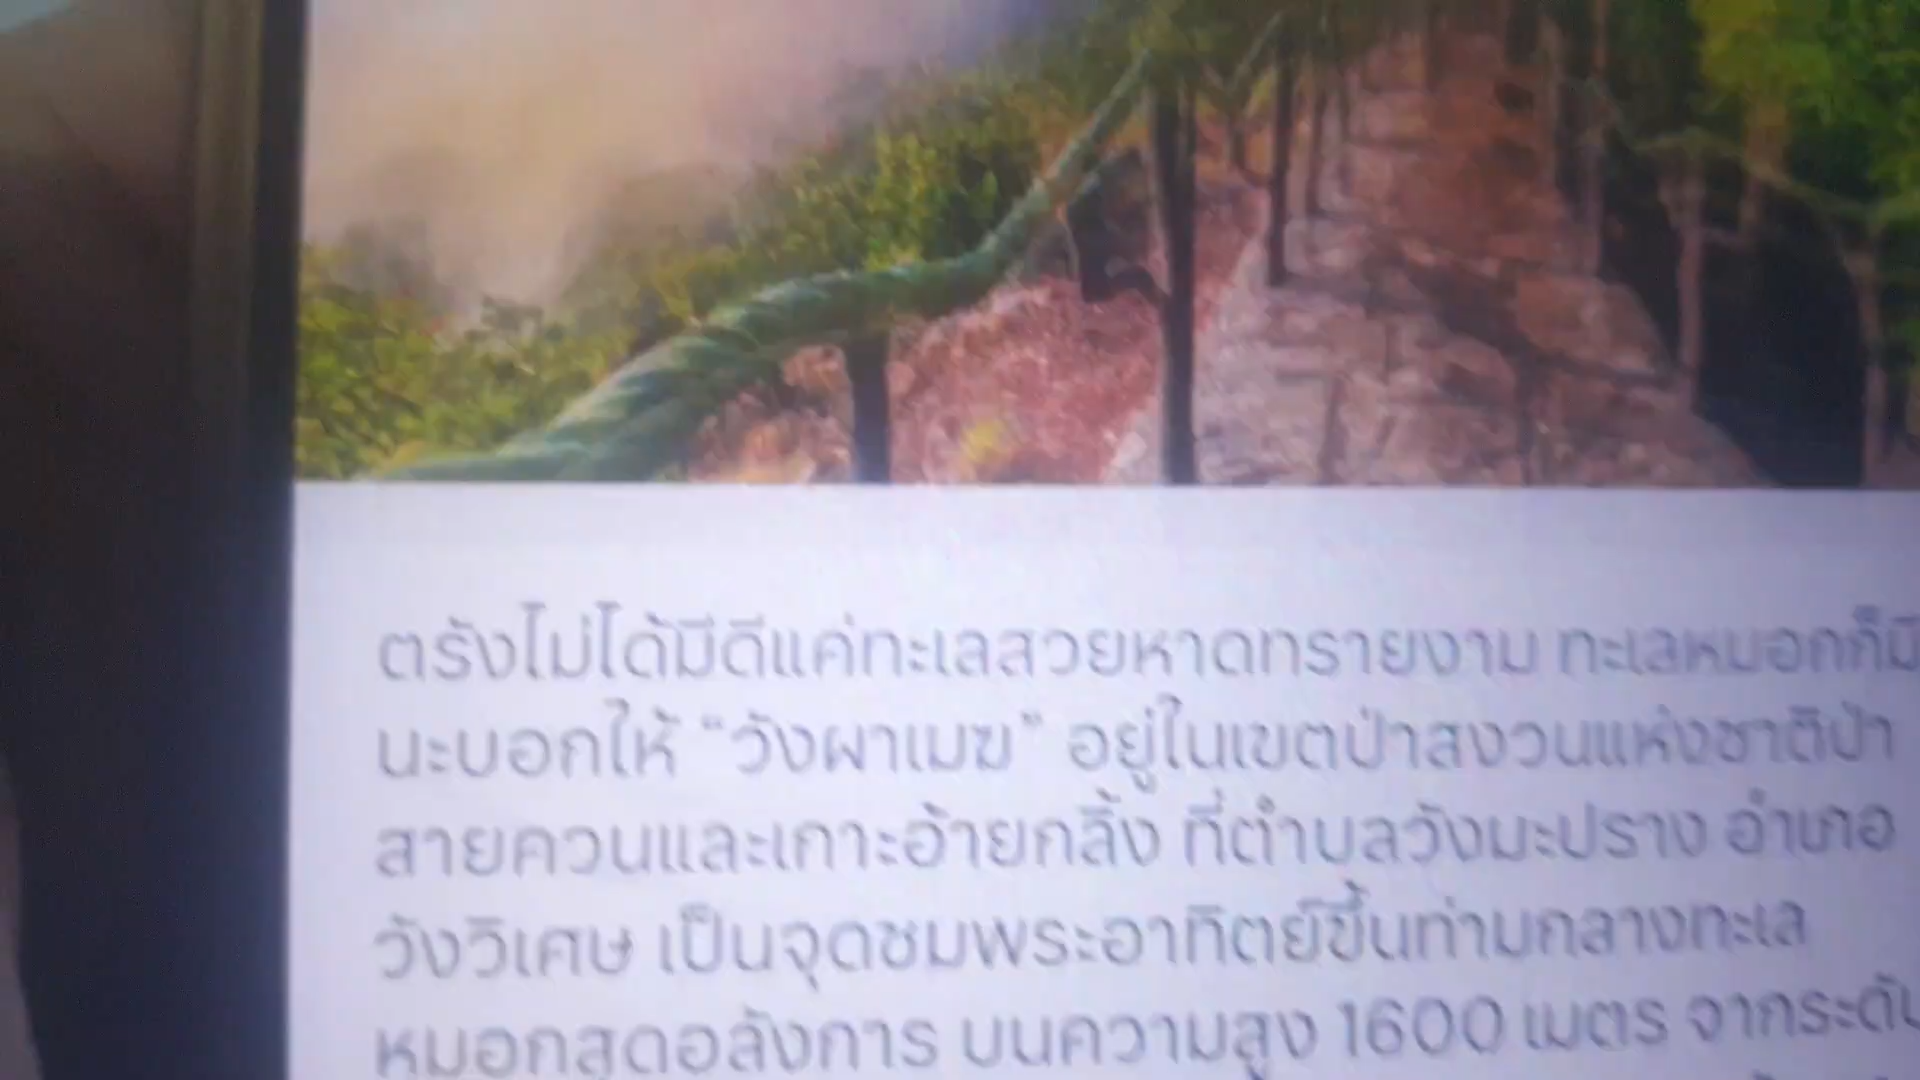 ตรังไม่ได้มีดีแค่ทะเลสวยหาดทรายงาม ทะเลหมอกก็มี
นะบอกให้ “วังผาเมฆ” อยู่ในเขตป่าสงวนแห่งชาติป่า
สายควนและเกาะอ้ายกลิ้ง ที่ตำบลวังมะปราง อำเภอ
วังวิเศษ เป็นจุดชมพระอาทิตย์ขึ้นท่ามกลางทะเล
หมอกสุดอลังการ บนความสูง 1600 เมตร จากระดับ